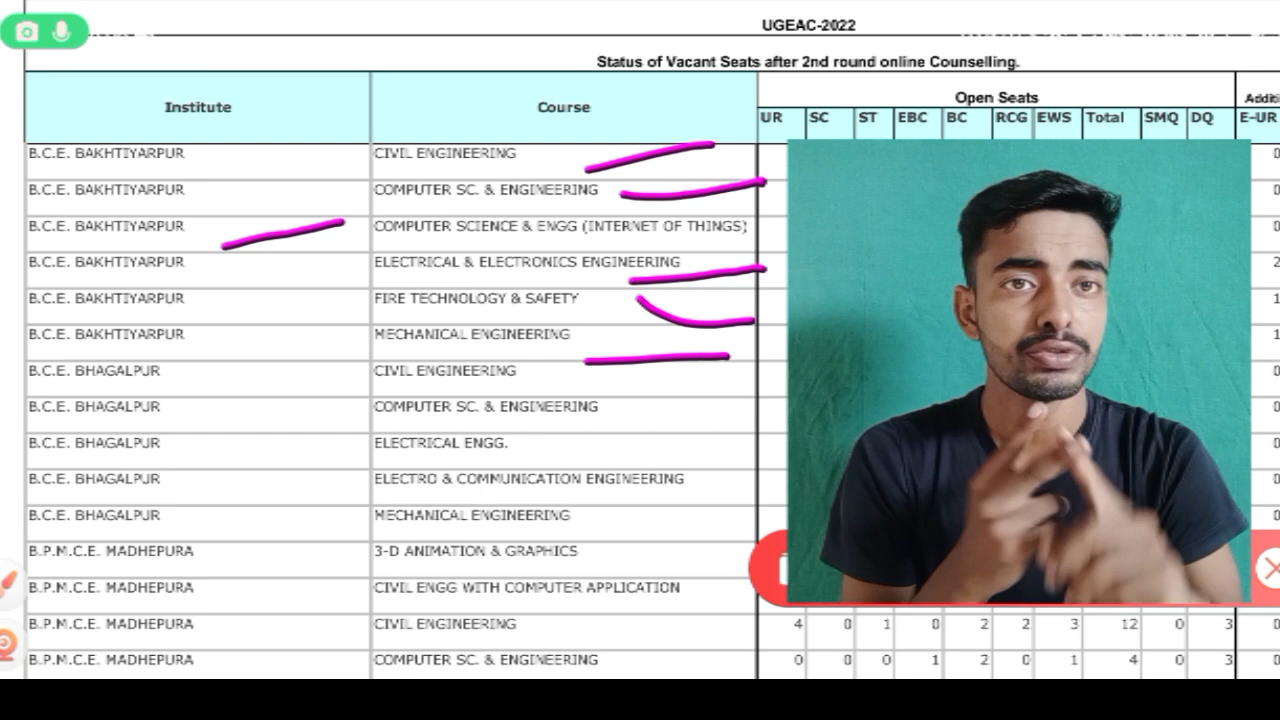 UGEAC-2022
Status of Vacant Seats after 2nd round online Counselling.
Institute Course Open Seats
UR SC ST EBC BC RCG EWS Total SMQ DQ E-UR
B.C.E. BAKHTIYARPUR CIVIL ENGINEERING 0
B.C.E. BAKHTIYARPUR COMPUTER SC. & ENGINEERING 0
B.C.E. BAKHTIYARPUR COMPUTER SCIENCE & ENGG (INTERNET OF THINGS) 0
B.C.E. BAKHTIYARPUR ELECTRICAL & ELECTRONICS ENGINEERING 2
B.C.E. BAKHTIYARPUR FIRE TECHNOLOGY & SAFETY 1
B.C.E. BAKHTIYARPUR MECHANICAL ENGINEERING 1
B.C.E. BHAGALPUR CIVIL ENGINEERING 0
B.C.E. BHAGALPUR COMPUTER SC. & ENGINEERING 0
B.C.E. BHAGALPUR ELECTRICAL ENGG. 0
B.C.E. BHAGALPUR ELECTRO & COMMUNICATION ENGINEERING 0
B.C.E. BHAGALPUR MECHANICAL ENGINEERING 0
B.P.M.C.E. MADHEPURA 3-D ANIMATION & GRAPHICS
B.P.M.C.E. MADHEPURA CIVIL ENGG WITH COMPUTER APPLICATION
B.P.M.C.E. MADHEPURA CIVIL ENGINEERING 4 0 1 0 2 2 3 12 0 3 0
B.P.M.C.E. MADHEPURA COMPUTER SC. & ENGINEERING 0 0 0 1 2 0 1 4 0 3 0